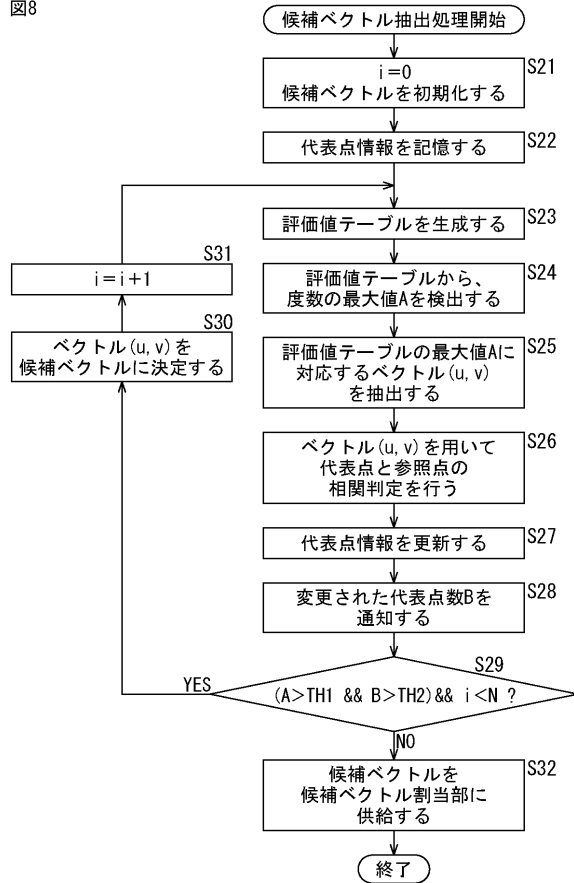 図8
候補ベクトル抽出処理開始
S21
i=0
候補ベクトルを初期化する
S22
代表点情報を記憶する
S23
評価値テーブルを生成する
S24
評価値テーブルから、
度数の最大値Aを検出する
S25
評価値テーブルの最大値Aに
対応するベクトル(u,v)
を抽出する
S26
ベクトル(u,v)を用いて
代表点と参照点の
相関判定を行う
S27
代表点情報を更新する
S28
変更された代表点数Bを
通知する
S29
(A>TH1 && B>TH2)&& i<N ?
YES
S30
ベクトル(u,v)を
候補ベクトルに決定する
S31
i=i+1
NO
S32
候補ベクトルを
候補ベクトル割当部に
供給する
終了